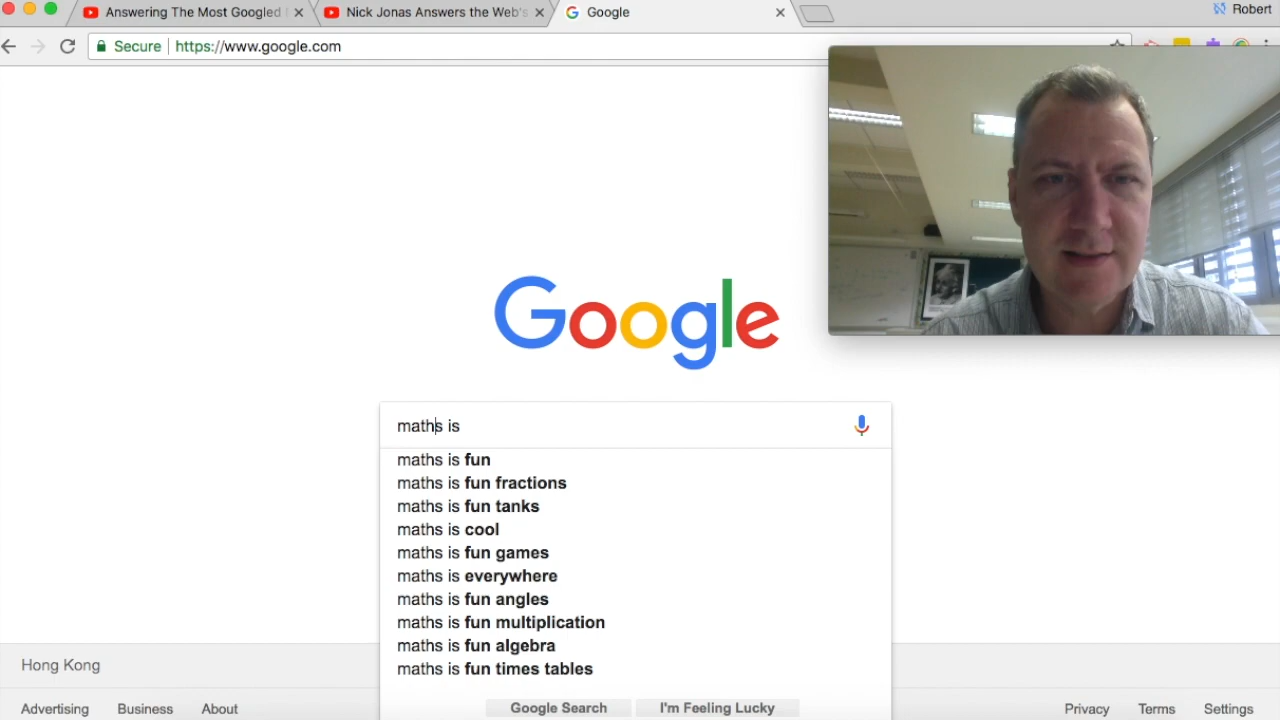 Answering The Most Googled
Nick Jonas Answers the Web's
Google
Robert
Secure
https://www.google.com
Google
maths is
maths is fun
maths is fun fractions
maths is fun tanks
maths is cool
maths is fun games
maths is everywhere
maths is fun angles
maths is fun multiplication
maths is fun algebra
maths is fun times tables
Google Search I'm Feeling Lucky
Hong Kong
Advertising Business About Privacy Terms Settings